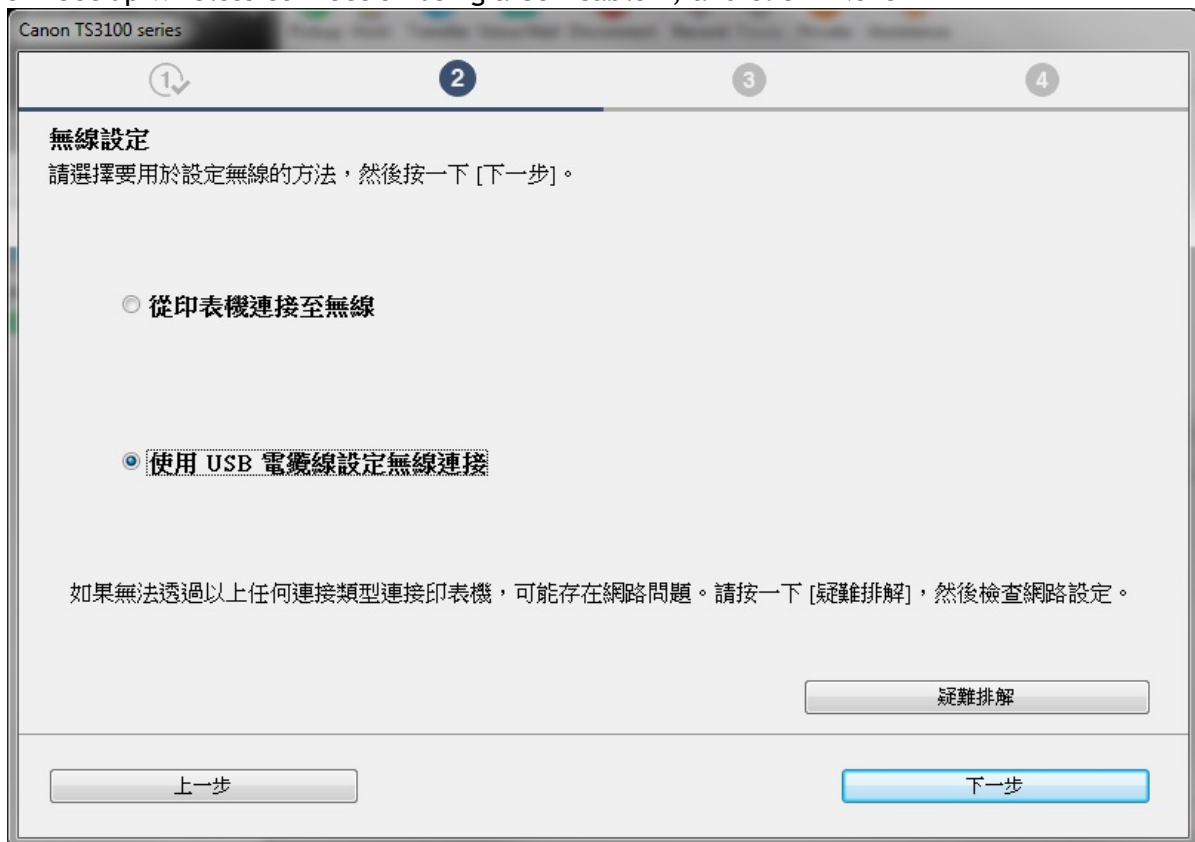 Canon TS3100 series
1 2 3 4
無線設定
請選擇要用於設定無線的方法，然後按一下 [下一步]。
從印表機連接至無線
使用 USB 電纜線設定無線連接
如果無法透過以上任何連接類型連接印表機，可能存在網路問題。請按一下 [疑難排解]，然後檢查網路設定。
疑難排解
上一步 下一步